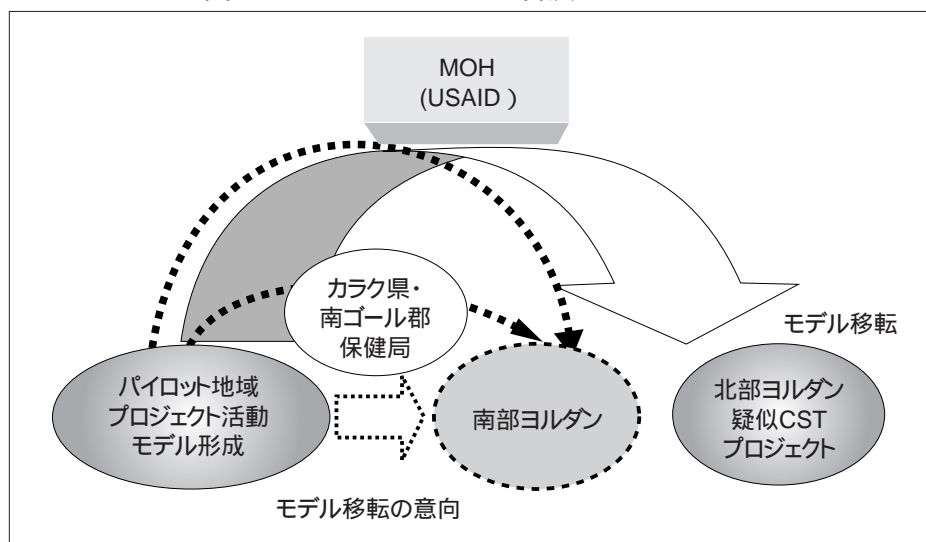 MOH
(USAID）
カラク県・
南ゴール郡
保健局
モデル移転
パイロット地域
プロジェクト活動
モデル形成
南部ヨルダン
北部ヨルダン
疑似CST
プロジェクト
モデル移転の意向